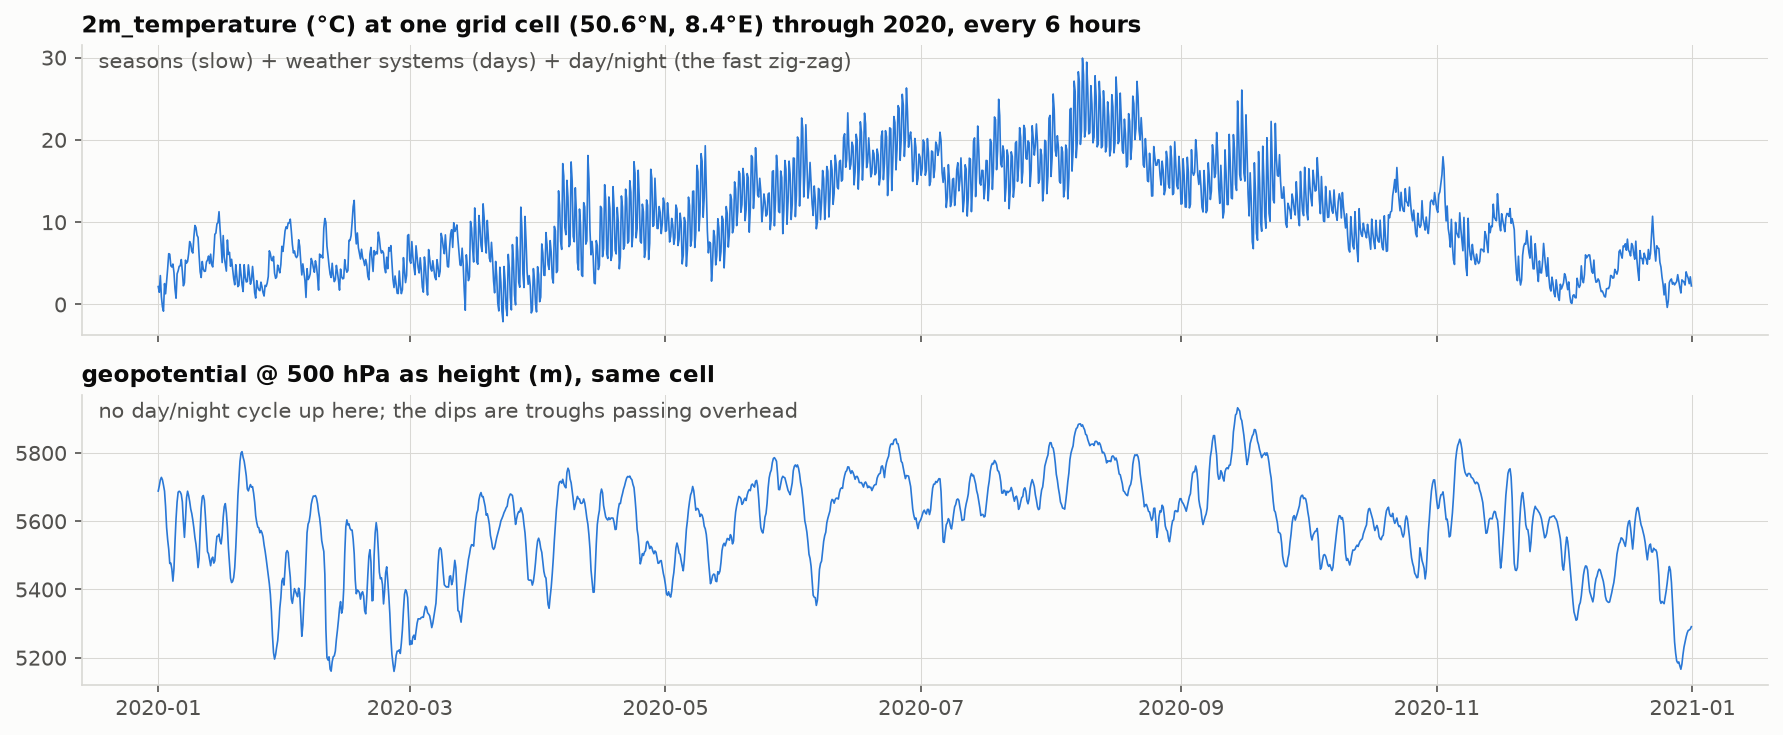 2m_temperature (°C) at one grid cell (50.6°N, 8.4°E) through 2020, every 6 hours
seasons (slow) + weather systems (days) + day/night (the fast zig-zag)
30
20
10
0
geopotential @ 500 hPa as height (m), same cell
no day/night cycle up here; the dips are troughs passing overhead
5800
5600
5400
5200
2020-01 2020-03 2020-05 2020-07 2020-09 2020-11 2021-01